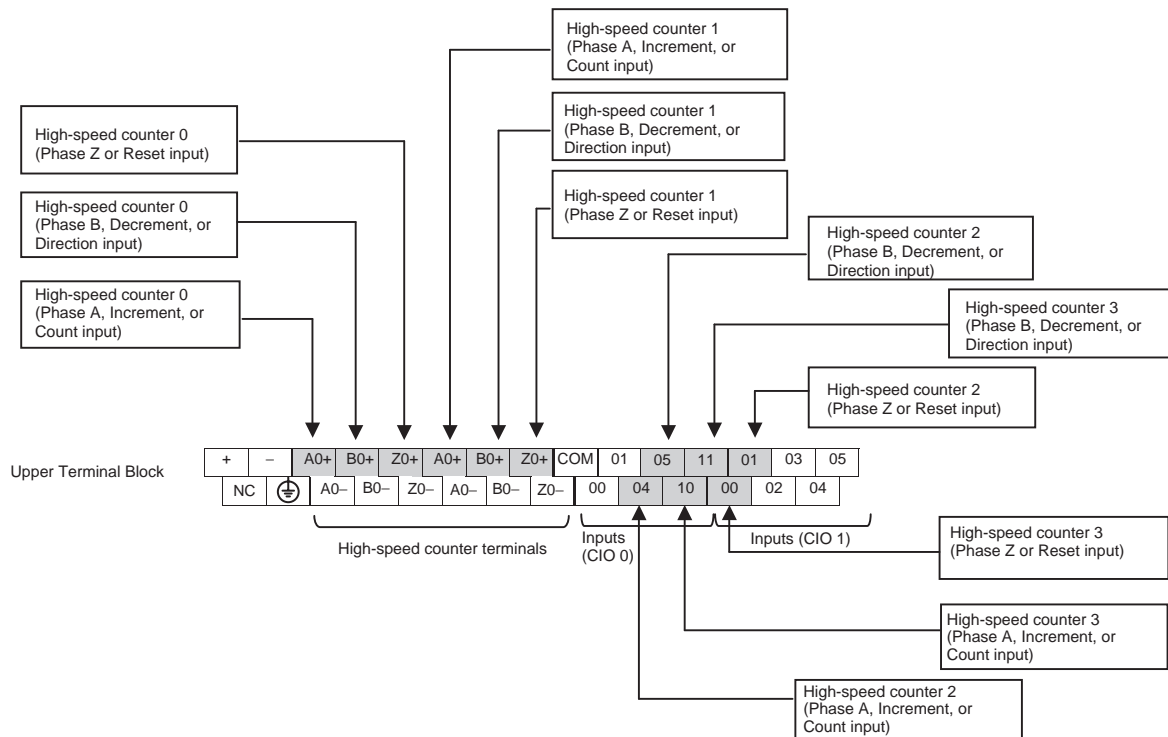 High-speed counter 1
(Phase A, Increment, or
Count input)
High-speed counter 0
(Phase Z or Reset input)
High-speed counter 1
(Phase B, Decrement, or
Direction input)
High-speed counter 0
(Phase B, Decrement, or
Direction input)
High-speed counter 1
(Phase Z or Reset input)
High-speed counter 2
(Phase B, Decrement, or
Direction input)
High-speed counter 0
(Phase A, Increment, or
Count input)
High-speed counter 3
(Phase B, Decrement, or
Direction input)
High-speed counter 2
(Phase Z or Reset input)
Upper Terminal Block
+ − A0+ B0+ Z0+ A0+ B0+ Z0+ COM 01 05 11 01 03 05
NC A0− B0− Z0− A0− B0− Z0− 00 04 10 00 02 04
High-speed counter terminals
Inputs
(CIO 0)
Inputs (CIO 1)
High-speed counter 3
(Phase Z or Reset input)
High-speed counter 3
(Phase A, Increment, or
Count input)
High-speed counter 2
(Phase A, Increment, or
Count input)